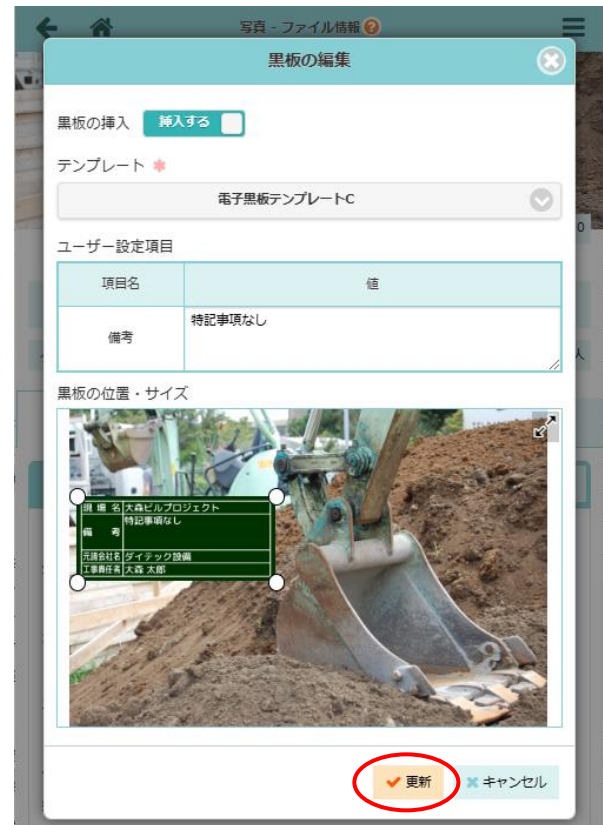 写真 - ファイル情報
黒板の編集
黒板の挿入 挿入する
テンプレート *
電子黒板テンプレートC
0
ユーザー設定項目
項目名 値
備考 特記事項なし
人
黒板の位置・サイズ
現場名 大森ビルプロジェクト
備考 特記事項なし
元請会社名 ダイテック設備
工事責任者 大森 太郎
更新 キャンセル